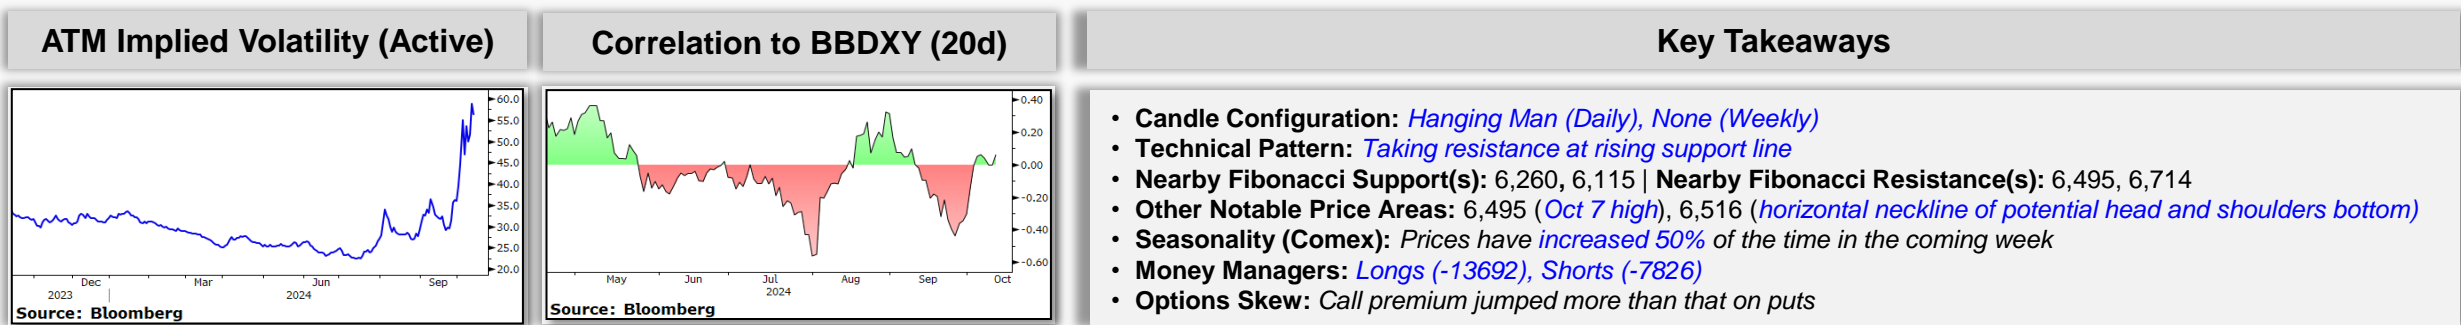 ATM Implied Volatility (Active)
60.0
55.0
50.0
45.0
40.0
35.0
30.0
25.0
20.0
Dec Mar Jun Sep
2023 2024
Source: Bloomberg
Correlation to BBDXY (20d)
0.40
0.20
0.00
-0.20
-0.40
-0.60
May Jun Jul Aug Sep Oct
2024
Source: Bloomberg
Key Takeaways
• Candle Configuration: Hanging Man (Daily), None (Weekly)
• Technical Pattern: Taking resistance at rising support line
• Nearby Fibonacci Support(s): 6,260, 6,115 | Nearby Fibonacci Resistance(s): 6,495, 6,714
• Other Notable Price Areas: 6,495 (Oct 7 high), 6,516 (horizontal neckline of potential head and shoulders bottom)
• Seasonality (Comex): Prices have increased 50% of the time in the coming week
• Money Managers: Longs (-13692), Shorts (-7826)
• Options Skew: Call premium jumped more than that on puts